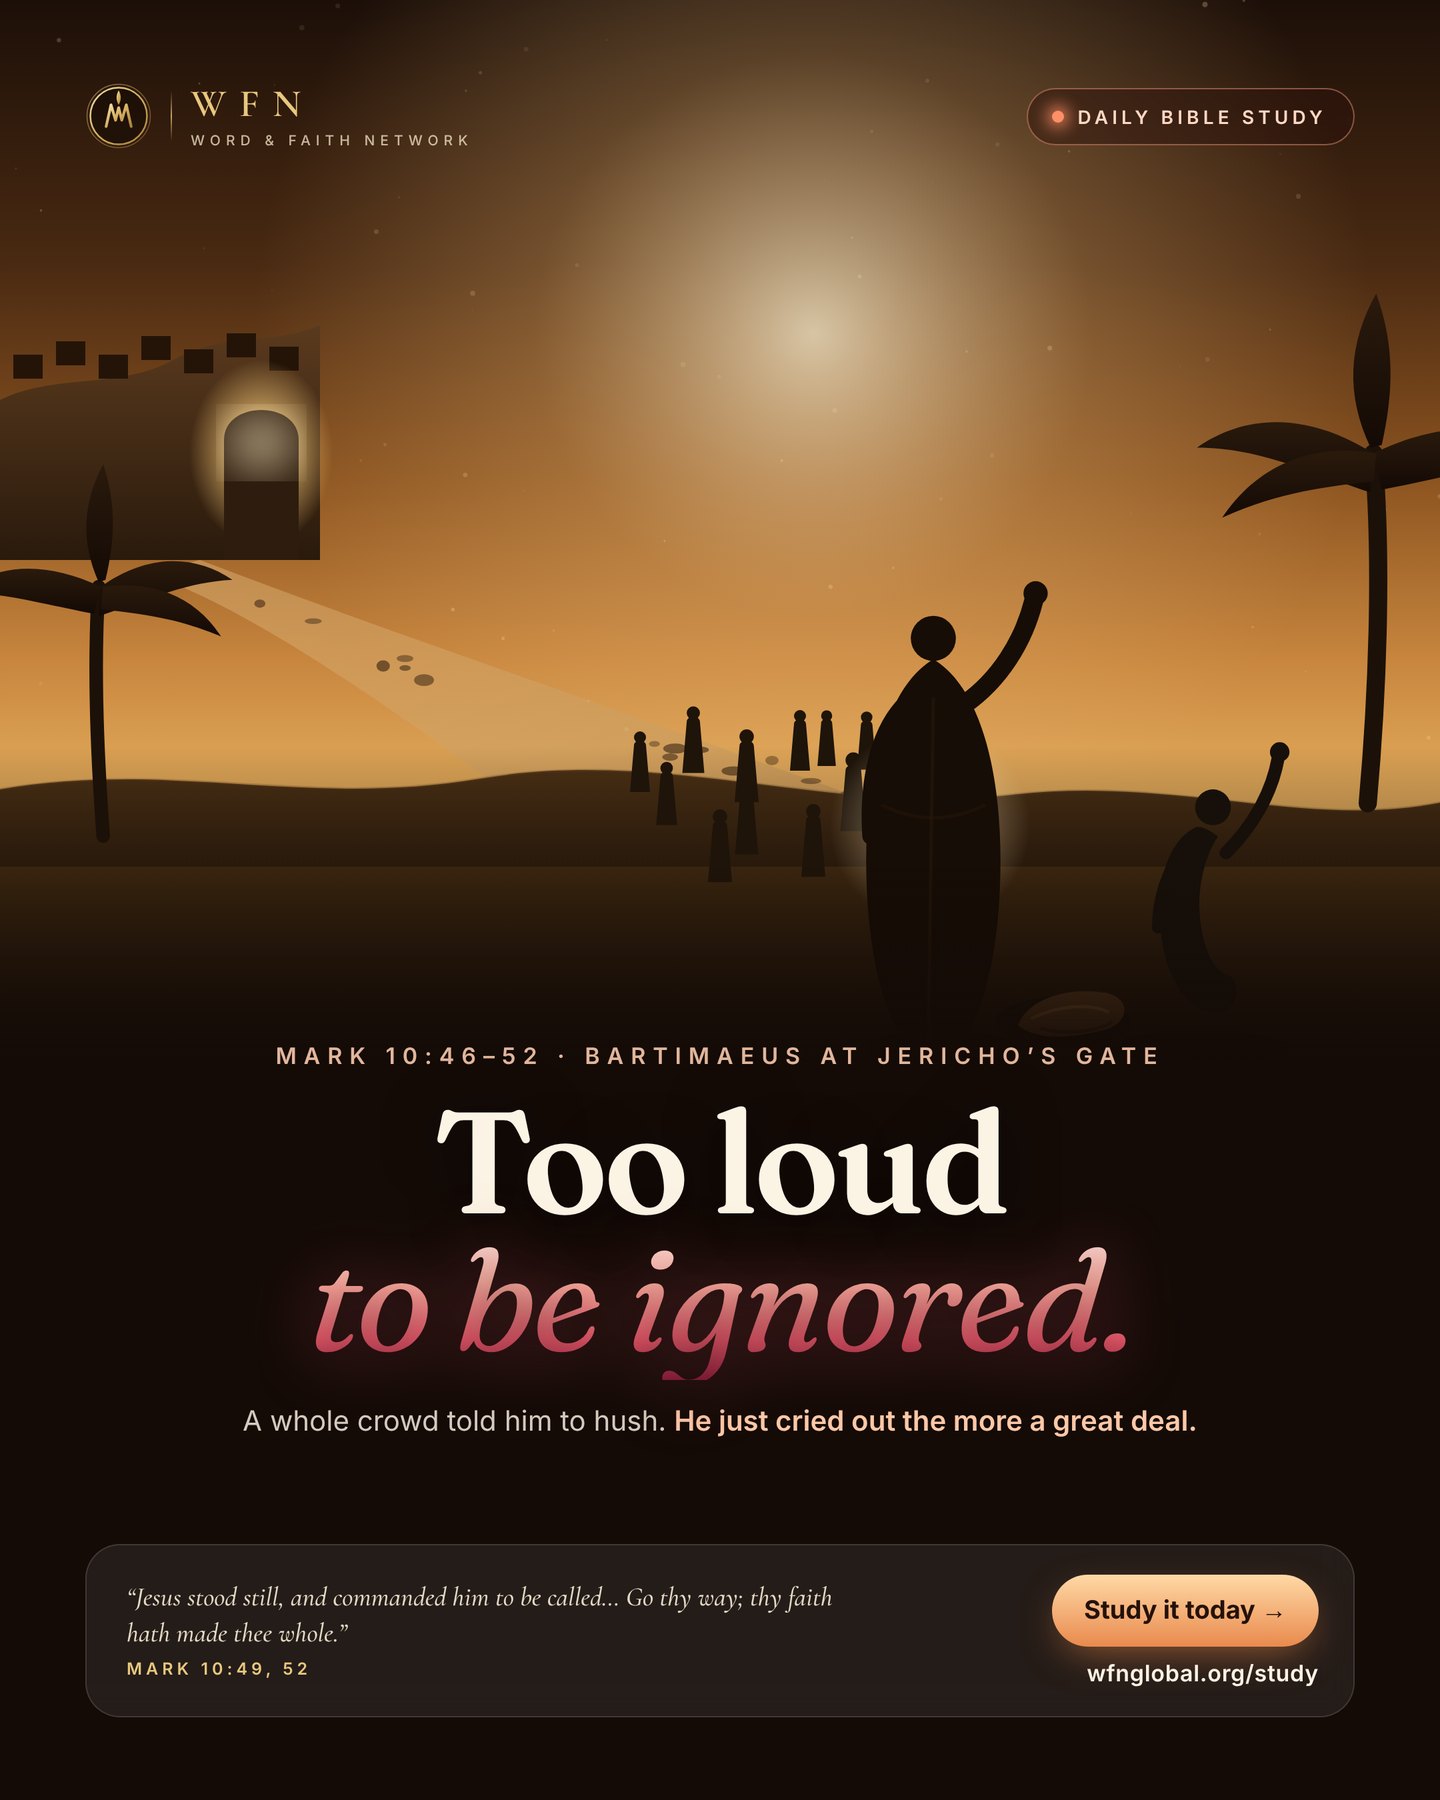 WFN
WORD & FAITH NETWORK
DAILY BIBLE STUDY
MARK 10:46–52 · BARTIMAEUS AT JERICHO’S GATE
Too loud
to be ignored.
A whole crowd told him to hush. He just cried out the more a great deal.
“Jesus stood still, and commanded him to be called... Go thy way; thy faith
hath made thee whole.”
MARK 10:49, 52
Study it today →
wfnglobal.org/study